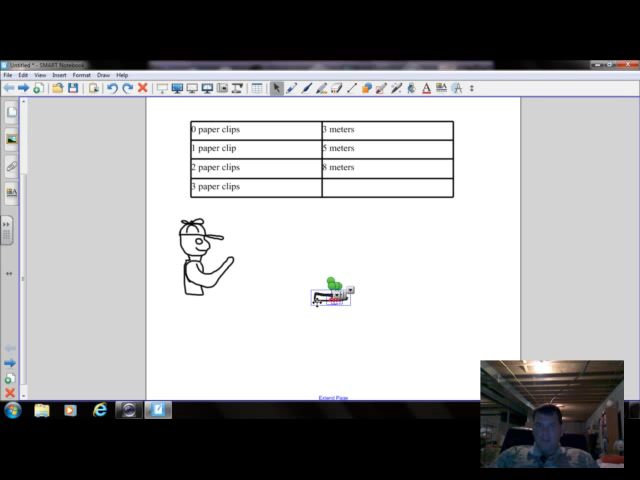 Untitled * - SMART Notebook
File Edit View Insert Format Draw Help
0 paper clips 3 meters
1 paper clip 5 meters
2 paper clips 8 meters
3 paper clips
Extend Page